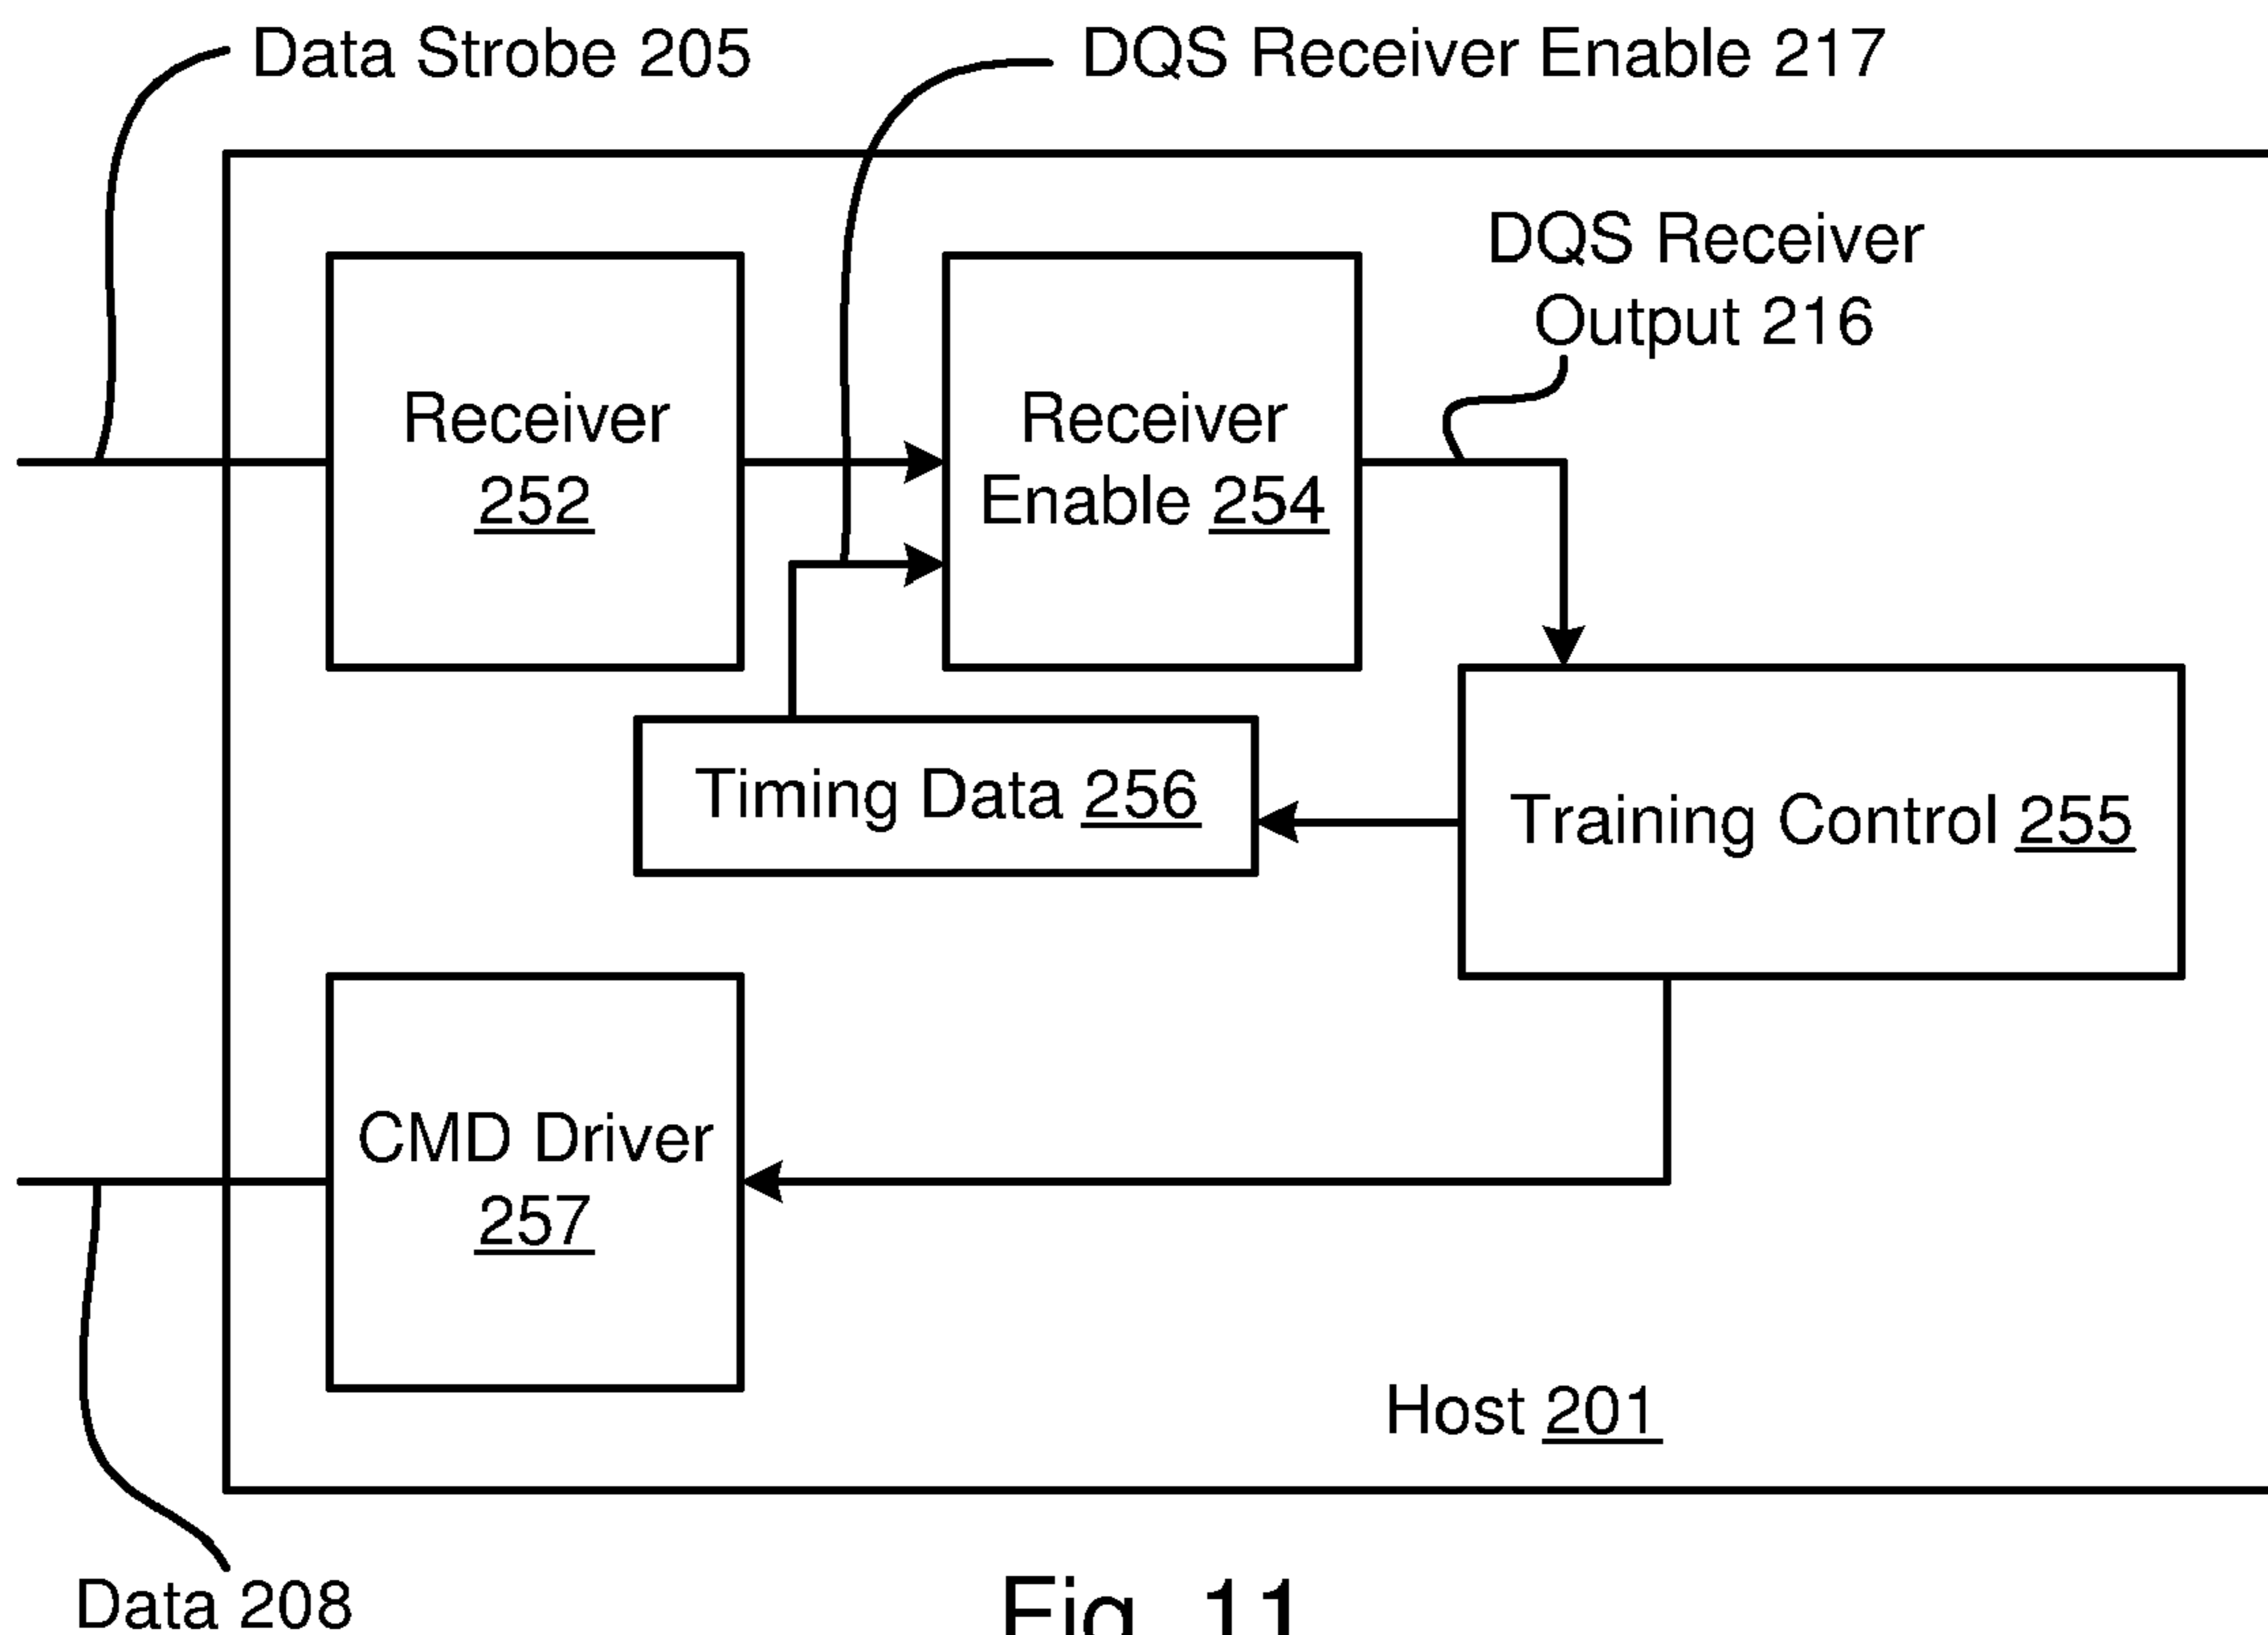 Data Strobe 205
DQS Receiver Enable 217
DQS Receiver
Output 216
Receiver
252
Receiver
Enable 254
Timing Data 256
Training Control 255
CMD Driver
257
Host 201
Data 208
Fig. 11